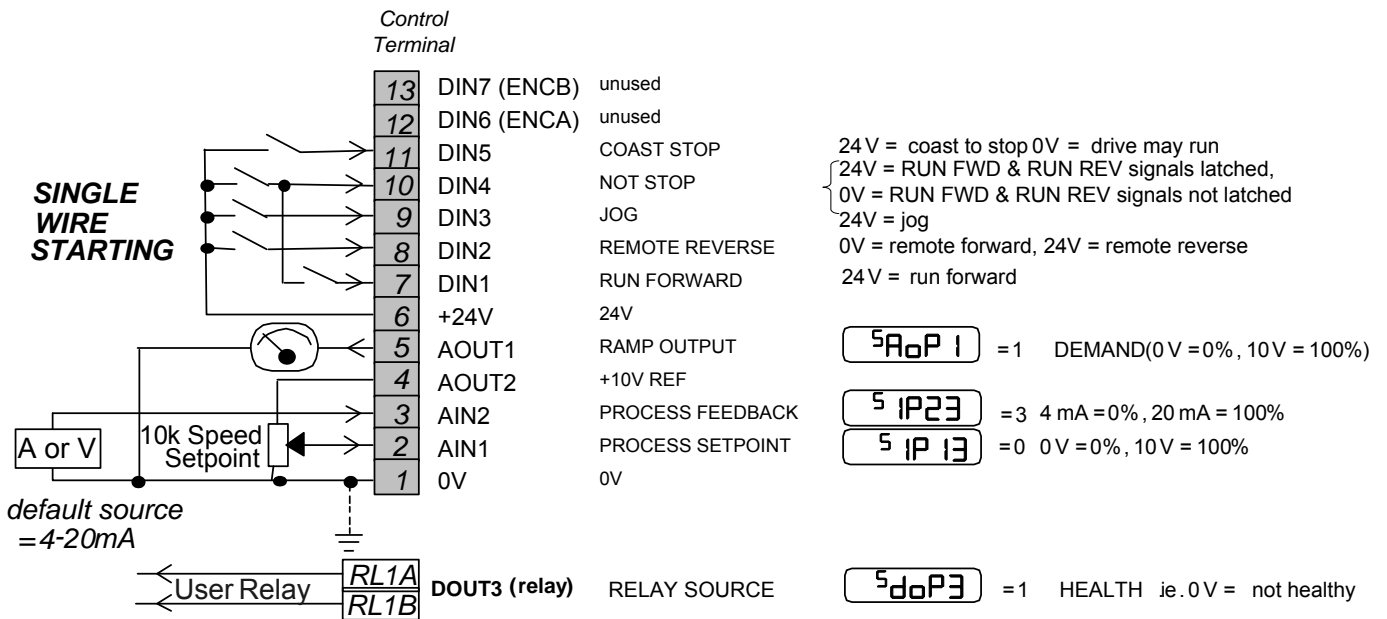 Control
Terminal
13 DIN7 (ENCB) unused
12 DIN6 (ENCA) unused
11 DIN5 COAST STOP 24V = coast to stop 0V = drive may run
10 DIN4 NOT STOP 24V = RUN FWD & RUN REV signals latched,
0V = RUN FWD & RUN REV signals not latched
9 DIN3 JOG 24V = jog
8 DIN2 REMOTE REVERSE 0V = remote forward, 24V = remote reverse
7 DIN1 RUN FORWARD 24V = run forward
SINGLE
WIRE
STARTING
6 +24V 24V
5 AOUT1 RAMP OUTPUT SAoP1 =1 DEMAND(0V=0%, 10V=100%)
4 AOUT2 +10V REF
3 AIN2 PROCESS FEEDBACK SIP23 =3 4 mA=0%, 20 mA=100%
2 AIN1 PROCESS SETPOINT SIP13 =0 0V=0%, 10V=100%
1 0V 0V
A or V
10k Speed
Setpoint
default source
=4-20mA
User Relay
RL1A
RL1B
DOUT3 (relay) RELAY SOURCE SdoP3 =1 HEALTH ie.0V= not healthy